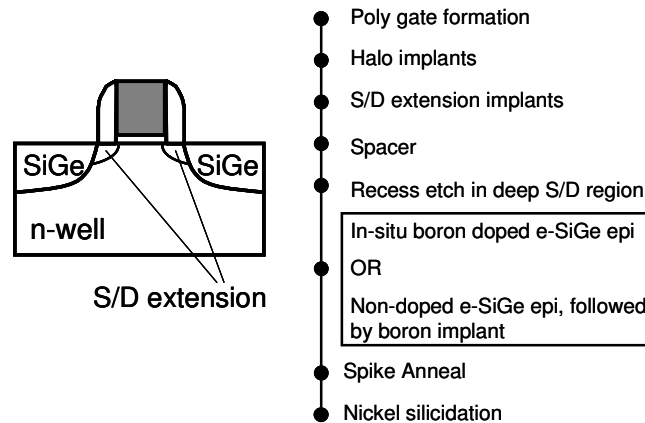 SiGe
SiGe
n-well
S/D extension
Poly gate formation
Halo implants
S/D extension implants
Spacer
Recess etch in deep S/D region
In-situ boron doped e-SiGe epi
OR
Non-doped e-SiGe epi, followed
by boron implant
Spike Anneal
Nickel silicidation